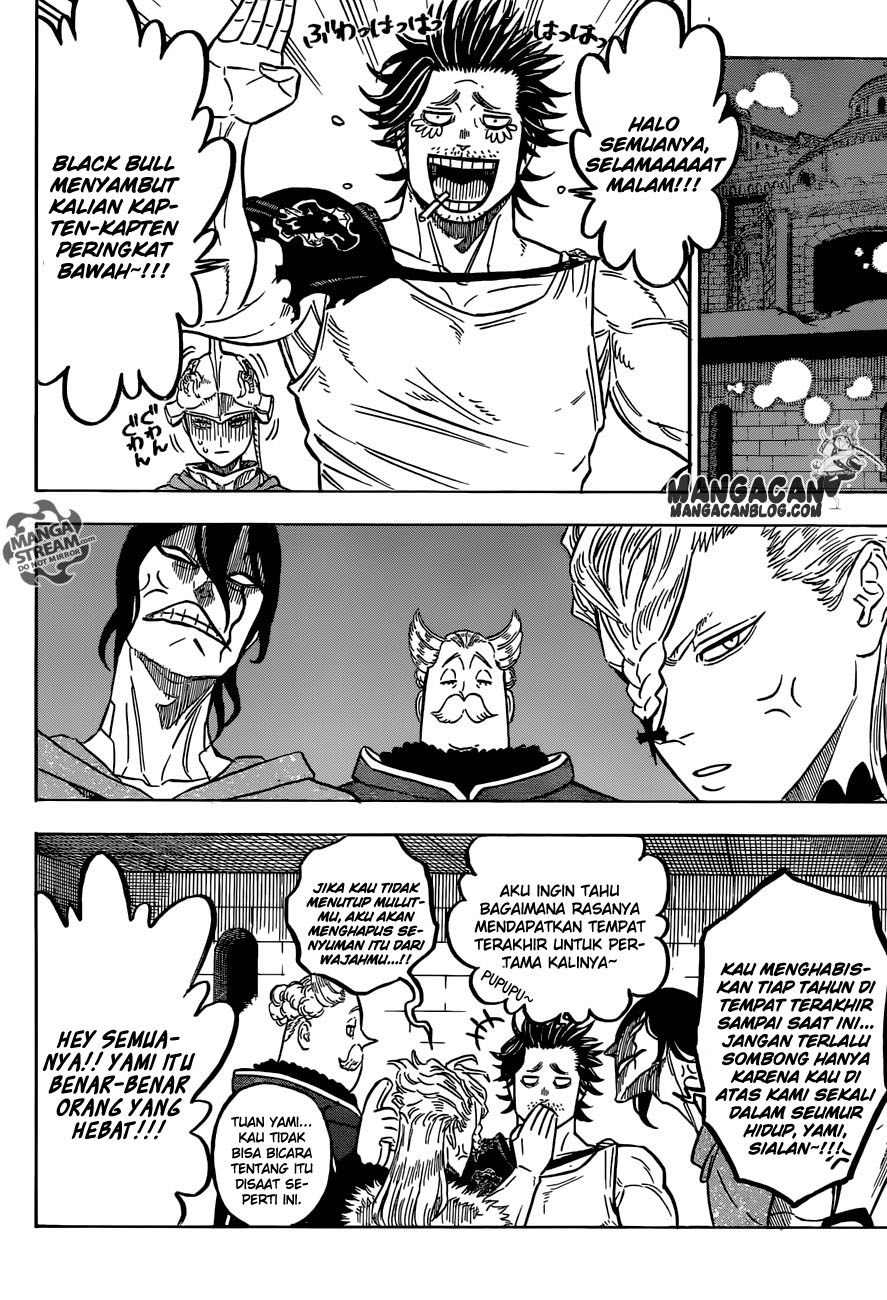 ぶわっはっはっ
はっはっ
HALO
SEMUANYA,
SELAMAAAAAT
MALAM!!!
BLACK BULL
MENYAMBUT
KALIAN KAP-
TEN-KAPTEN
PERINGKAT
BAWAH~!!!
どわん
どわん
MANGACAN
MANGACANBLOG.COM
MANGA
STREAM.com
DO NOT MIRROR
KAU MENGHABIS-
KAN TIAP TAHUN DI
TEMPAT TERAKHIR
SAMPAI SAAT INI...
JANGAN TERLALU
SOMBONG HANYA
KARENA KAU DI
ATAS KAMI SEKALI
DALAM SEUMUR
HIDUP, YAMI,
SIALAN~!!!
AKU INGIN TAHU
BAGAIMANA RASANYA
MENDAPATKAN TEMPAT
TERAKHIR UNTUK PER-
TAMA KALINYA~
PUPUPU~
JIKA KAU TIDAK
MENUTUP MULUT-
MU, AKU AKAN
MENGHAPUS SE-
NYUMAN ITU DARI
WAJAHMU...!!
TUAN YAMI...
KAU TIDAK
BISA BICARA
TENTANG ITU
DISAAT SE-
PERTI INI.
HEY SEMUA-
NYA!! YAMI ITU
BENAR-BENAR
ORANG YANG
HEBAT!!!